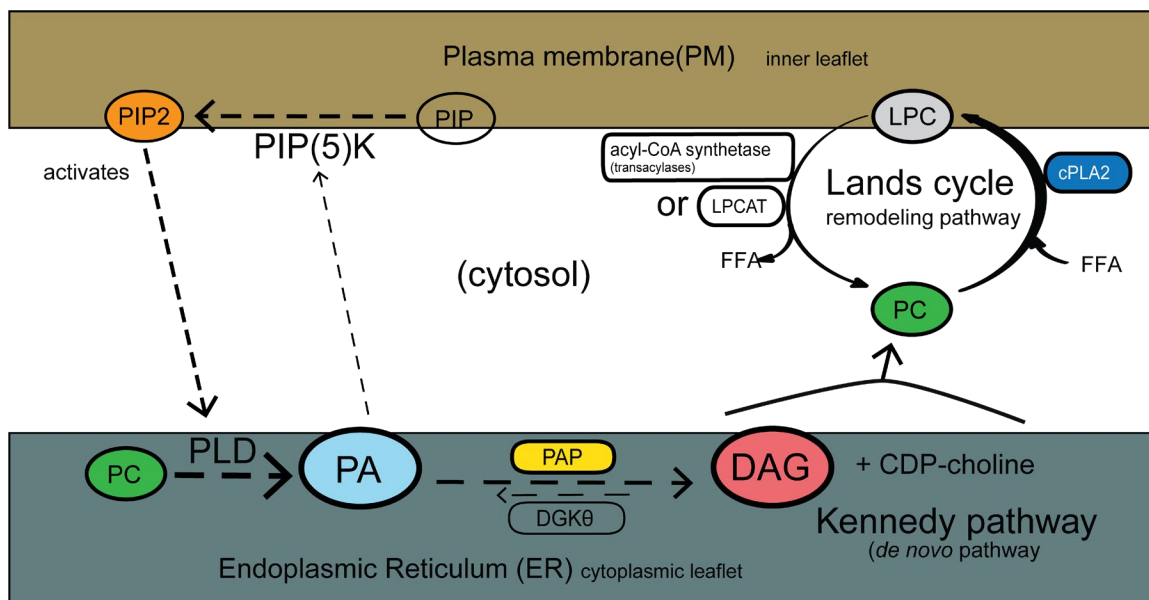 Plasma membrane(PM) inner leaflet
PIP2
PIP
LPC
PIP(5)K
activates
acyl-CoA synthetase
(transacylases)
or
LPCAT
Lands cycle
remodeling pathway
cPLA2
FFA
FFA
(cytosol)
PC
PC
PLD
PA
PAP
DGKθ
DAG
+ CDP-choline
Kennedy pathway
(de novo pathway
Endoplasmic Reticulum (ER) cytoplasmic leaflet